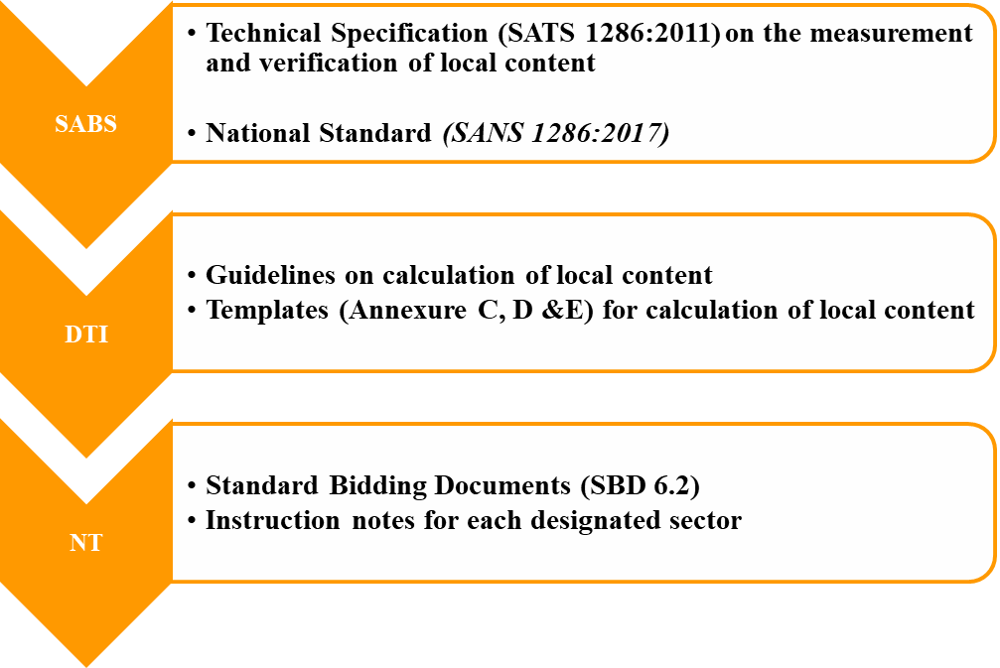 SABS
• Technical Specification (SATS 1286:2011) on the measurement
and verification of local content
• National Standard (SANS 1286:2017)
DTI
• Guidelines on calculation of local content
• Templates (Annexure C, D &E) for calculation of local content
NT
• Standard Bidding Documents (SBD 6.2)
• Instruction notes for each designated sector